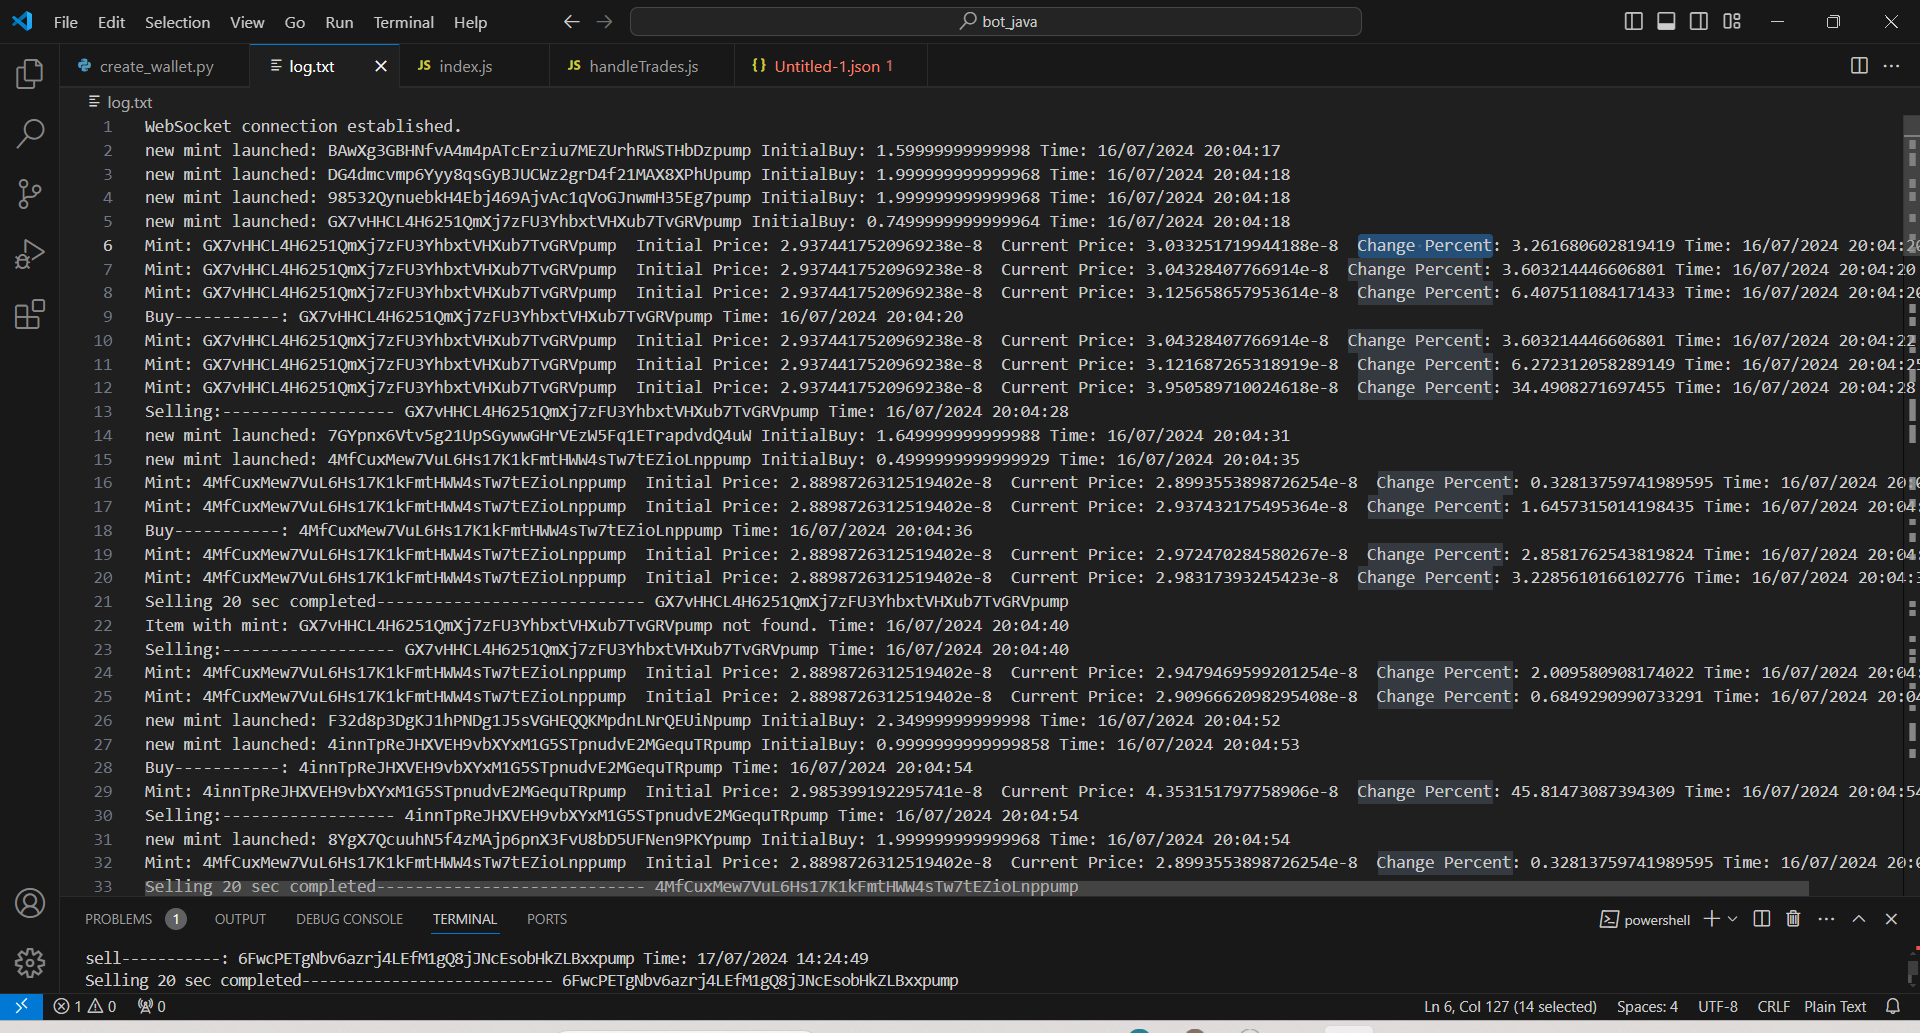 File Edit Selection View Go Run Terminal Help bot_java
create_wallet.py log.txt JS index.js JS handleTrades.js {} Untitled-1.json 1
log.txt
1 WebSocket connection established.
2 new mint launched: BAwXg3GBHNfvA4m4pATcErziu7MEZUrhRWSTHbDzpump InitialBuy: 1.59999999999998 Time: 16/07/2024 20:04:17
3 new mint launched: DG4dmcvmp6Yyy8qsGyBJUCWz2grD4f21MAX8XPhUpump InitialBuy: 1.9999999999999968 Time: 16/07/2024 20:04:18
4 new mint launched: 98532QynuebkH4Ebj469AjvAc1qVoGJnwmH35Eg7pump InitialBuy: 1.9999999999999968 Time: 16/07/2024 20:04:18
5 new mint launched: GX7vHHCL4H6251QmXj7zFU3YhbxtVHXub7TvGRVpump InitialBuy: 0.7499999999999964 Time: 16/07/2024 20:04:18
6 Mint: GX7vHHCL4H6251QmXj7zFU3YhbxtVHXub7TvGRVpump Initial Price: 2.9374417520969238e-8 Current Price: 3.033251719944188e-8 Change Percent: 3.261680602819419 Time: 16/07/2024 20:04:20
7 Mint: GX7vHHCL4H6251QmXj7zFU3YhbxtVHXub7TvGRVpump Initial Price: 2.9374417520969238e-8 Current Price: 3.04328407766914e-8 Change Percent: 3.603214446606801 Time: 16/07/2024 20:04:20
8 Mint: GX7vHHCL4H6251QmXj7zFU3YhbxtVHXub7TvGRVpump Initial Price: 2.9374417520969238e-8 Current Price: 3.125658657953614e-8 Change Percent: 6.407511084171433 Time: 16/07/2024 20:04:20
9 Buy-----------: GX7vHHCL4H6251QmXj7zFU3YhbxtVHXub7TvGRVpump Time: 16/07/2024 20:04:20
10 Mint: GX7vHHCL4H6251QmXj7zFU3YhbxtVHXub7TvGRVpump Initial Price: 2.9374417520969238e-8 Current Price: 3.04328407766914e-8 Change Percent: 3.603214446606801 Time: 16/07/2024 20:04:22
11 Mint: GX7vHHCL4H6251QmXj7zFU3YhbxtVHXub7TvGRVpump Initial Price: 2.9374417520969238e-8 Current Price: 3.121687265318919e-8 Change Percent: 6.272312058289149 Time: 16/07/2024 20:04:25
12 Mint: GX7vHHCL4H6251QmXj7zFU3YhbxtVHXub7TvGRVpump Initial Price: 2.9374417520969238e-8 Current Price: 3.950589710024618e-8 Change Percent: 34.4908271697455 Time: 16/07/2024 20:04:28
13 Selling:------------------ GX7vHHCL4H6251QmXj7zFU3YhbxtVHXub7TvGRVpump Time: 16/07/2024 20:04:28
14 new mint launched: 7GYpnx6Vtv5g21UpSGywwGHrVEzW5Fq1ETrapdvdQ4uW InitialBuy: 1.649999999999988 Time: 16/07/2024 20:04:31
15 new mint launched: 4MfCuxMew7VuL6Hs17K1kFmtHWW4sTw7tEZioLnppump InitialBuy: 0.4999999999999929 Time: 16/07/2024 20:04:35
16 Mint: 4MfCuxMew7VuL6Hs17K1kFmtHWW4sTw7tEZioLnppump Initial Price: 2.8898726312519402e-8 Current Price: 2.8993553898726254e-8 Change Percent: 0.32813759741989595 Time: 16/07/2024 20:0
17 Mint: 4MfCuxMew7VuL6Hs17K1kFmtHWW4sTw7tEZioLnppump Initial Price: 2.8898726312519402e-8 Current Price: 2.937432175495364e-8 Change Percent: 1.6457315014198435 Time: 16/07/2024 20:04:
18 Buy-----------: 4MfCuxMew7VuL6Hs17K1kFmtHWW4sTw7tEZioLnppump Time: 16/07/2024 20:04:36
19 Mint: 4MfCuxMew7VuL6Hs17K1kFmtHWW4sTw7tEZioLnppump Initial Price: 2.8898726312519402e-8 Current Price: 2.972470284580267e-8 Change Percent: 2.8581762543819824 Time: 16/07/2024 20:04:
20 Mint: 4MfCuxMew7VuL6Hs17K1kFmtHWW4sTw7tEZioLnppump Initial Price: 2.8898726312519402e-8 Current Price: 2.98317393245423e-8 Change Percent: 3.2285610166102776 Time: 16/07/2024 20:04:3
21 Selling 20 sec completed---------------------------- GX7vHHCL4H6251QmXj7zFU3YhbxtVHXub7TvGRVpump
22 Item with mint: GX7vHHCL4H6251QmXj7zFU3YhbxtVHXub7TvGRVpump not found. Time: 16/07/2024 20:04:40
23 Selling:------------------ GX7vHHCL4H6251QmXj7zFU3YhbxtVHXub7TvGRVpump Time: 16/07/2024 20:04:40
24 Mint: 4MfCuxMew7VuL6Hs17K1kFmtHWW4sTw7tEZioLnppump Initial Price: 2.8898726312519402e-8 Current Price: 2.9479469599201254e-8 Change Percent: 2.009580908174022 Time: 16/07/2024 20:04:
25 Mint: 4MfCuxMew7VuL6Hs17K1kFmtHWW4sTw7tEZioLnppump Initial Price: 2.8898726312519402e-8 Current Price: 2.9096662098295408e-8 Change Percent: 0.6849290990733291 Time: 16/07/2024 20:04
26 new mint launched: F32d8p3DgKJ1hPNDg1J5sVGHEQQKMpdnLNrQEUiNpump InitialBuy: 2.34999999999998 Time: 16/07/2024 20:04:52
27 new mint launched: 4innTpReJHXVEH9vbXYxM1G5STpnudvE2MGequTRpump InitialBuy: 0.9999999999999858 Time: 16/07/2024 20:04:53
28 Buy-----------: 4innTpReJHXVEH9vbXYxM1G5STpnudvE2MGequTRpump Time: 16/07/2024 20:04:54
29 Mint: 4innTpReJHXVEH9vbXYxM1G5STpnudvE2MGequTRpump Initial Price: 2.985399192295741e-8 Current Price: 4.353151797758906e-8 Change Percent: 45.81473087394309 Time: 16/07/2024 20:04:54
30 Selling:------------------ 4innTpReJHXVEH9vbXYxM1G5STpnudvE2MGequTRpump Time: 16/07/2024 20:04:54
31 new mint launched: 8YgX7QcuuhN5f4zMAjp6pnX3FvU8bD5UFNen9PKYpump InitialBuy: 1.9999999999999968 Time: 16/07/2024 20:04:54
32 Mint: 4MfCuxMew7VuL6Hs17K1kFmtHWW4sTw7tEZioLnppump Initial Price: 2.8898726312519402e-8 Current Price: 2.8993553898726254e-8 Change Percent: 0.32813759741989595 Time: 16/07/2024 20:0
33 Selling 20 sec completed---------------------------- 4MfCuxMew7VuL6Hs17K1kFmtHWW4sTw7tEZioLnppump
PROBLEMS 1 OUTPUT DEBUG CONSOLE TERMINAL PORTS powershell
sell-----------: 6FwcPETgNbv6azrj4LEfM1gQ8jJNcEsobHkZLBxxpump Time: 17/07/2024 14:24:49
Selling 20 sec completed-------------------------- 6FwcPETgNbv6azrj4LEfM1gQ8jJNcEsobHkZLBxxpump
1 0 0 Ln 6, Col 127 (14 selected) Spaces: 4 UTF-8 CRLF Plain Text